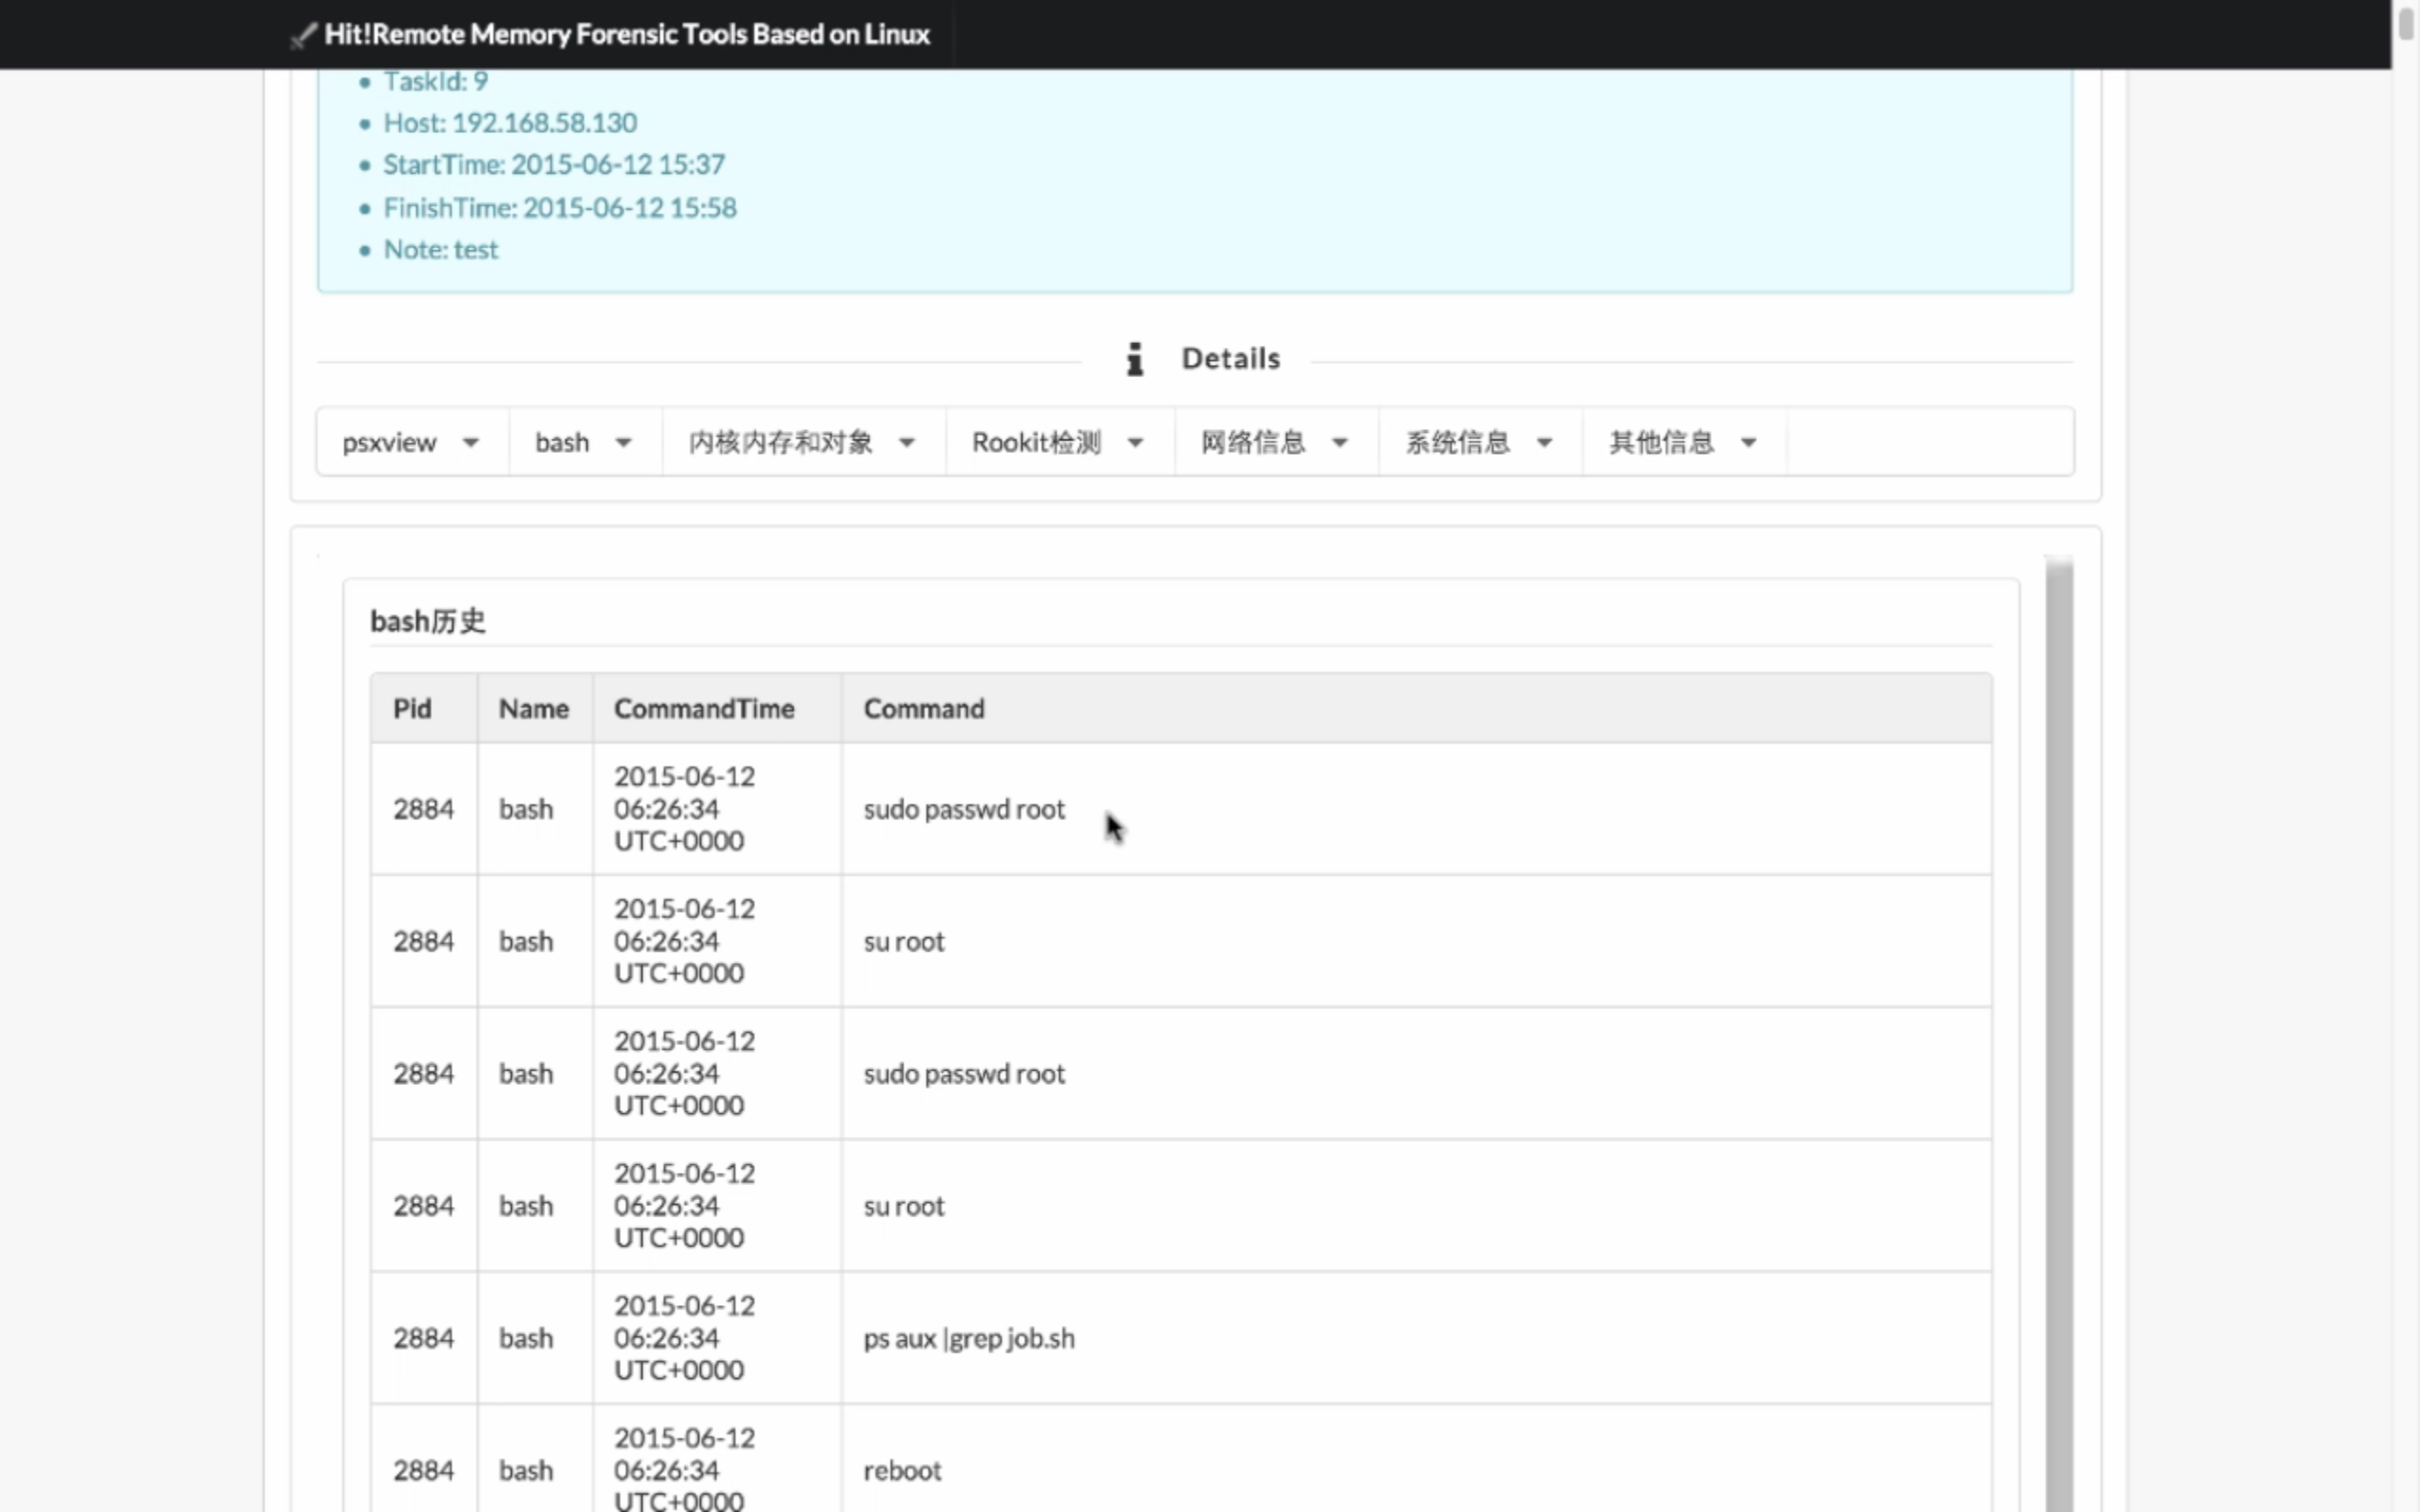 Hit!Remote Memory Forensic Tools Based on Linux
TaskId: 9
Host: 192.168.58.130
StartTime: 2015-06-12 15:37
FinishTime: 2015-06-12 15:58
Note: test
Details
psxview bash 内核内存和对象 Rookit检测 网络信息 系统信息 其他信息
bash历史
Pid Name CommandTime Command
2015-06-12
2884 bash 06:26:34 sudo passwd root
UTC+0000
2015-06-12
2884 bash 06:26:34 su root
UTC+0000
2015-06-12
2884 bash 06:26:34 sudo passwd root
UTC+0000
2015-06-12
2884 bash 06:26:34 su root
UTC+0000
2015-06-12
2884 bash 06:26:34 ps aux |grep job.sh
UTC+0000
2015-06-12
2884 bash 06:26:34 reboot
UTC+0000